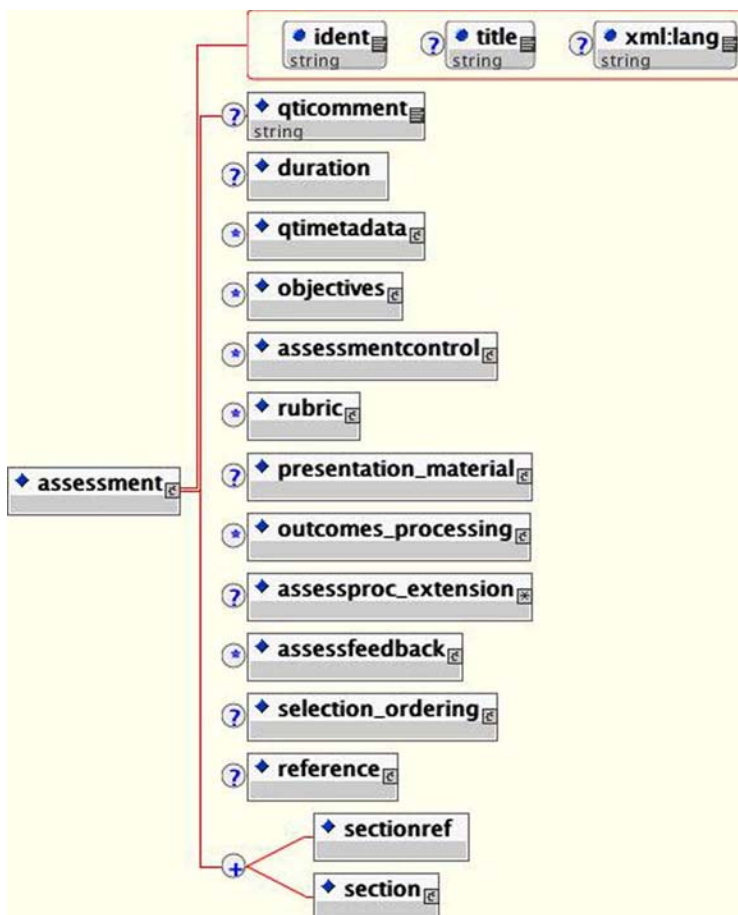 ident
string
? title
string
? xml:lang
string
? qticomment
string
? duration
* qtimetadata
* objectives
* assessmentcontrol
* rubric
? presentation_material
assessment
* outcomes_processing
? assessproc_extension
* assessfeedback
? selection_ordering
? reference
sectionref
+
section